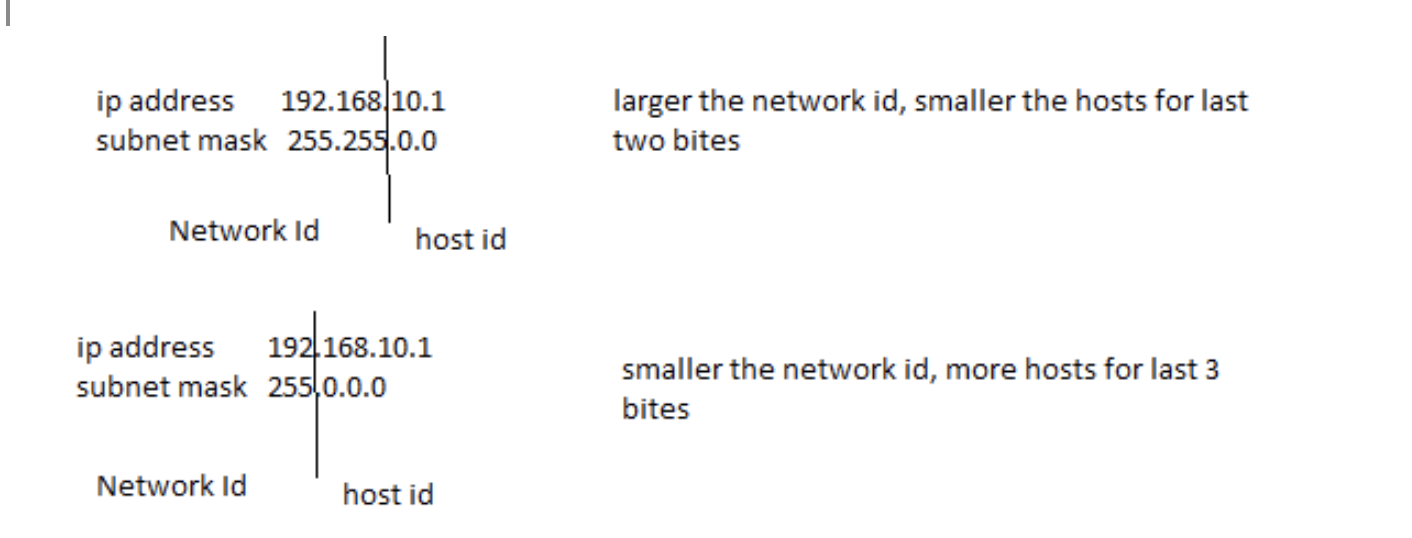 ip address 192.168.10.1
subnet mask 255.255.0.0
larger the network id, smaller the hosts for last
two bites
Network Id
host id
ip address 192.168.10.1
subnet mask 255.0.0.0
smaller the network id, more hosts for last 3
bites
Network Id
host id